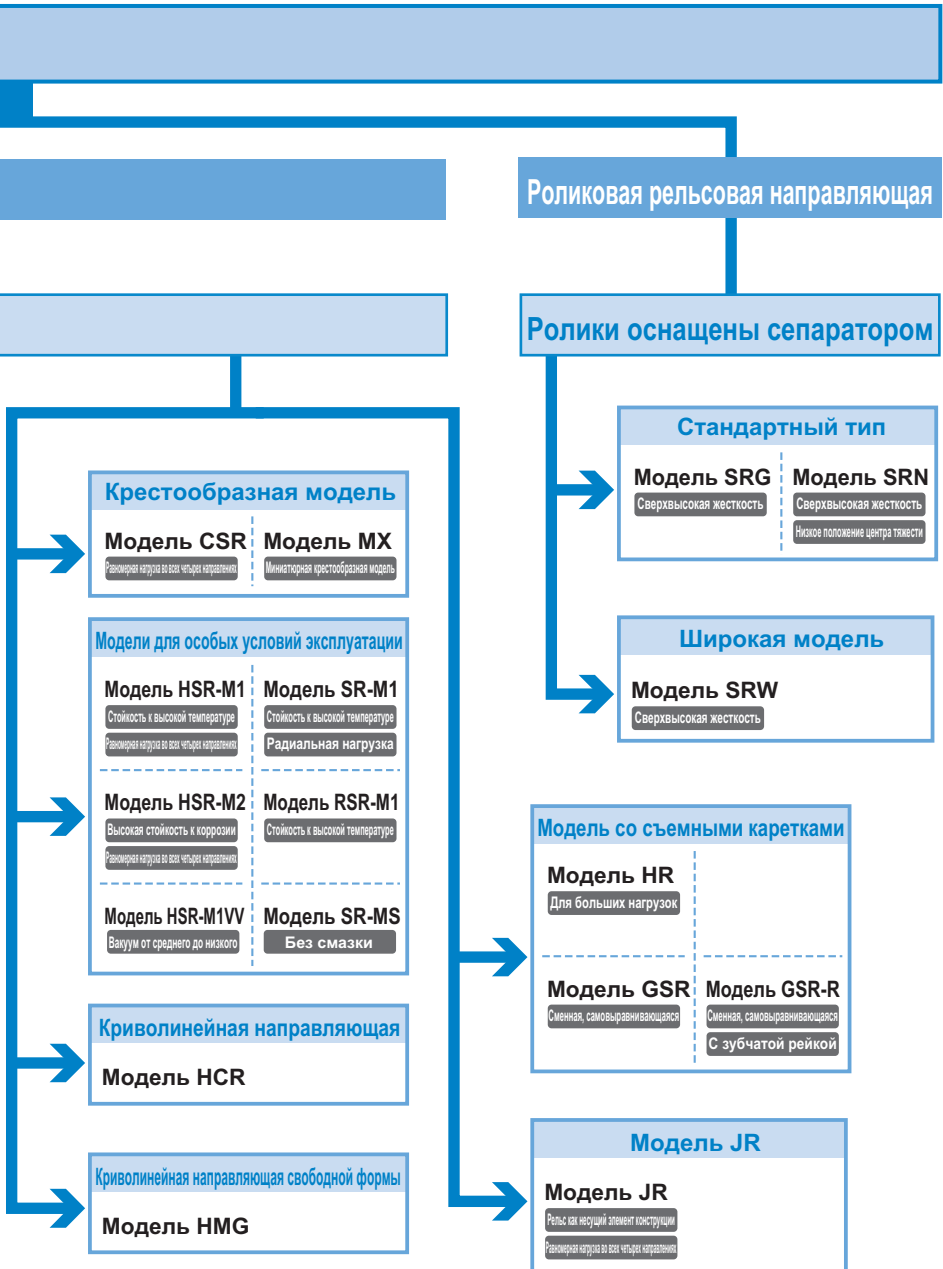 Роликовая рельсовая направляющая
Ролики оснащены сепаратором
Стандартный тип
Модель SRG
Сверхвысокая жесткость
Модель SRN
Сверхвысокая жесткость
Низкое положение центра тяжести
Широкая модель
Модель SRW
Сверхвысокая жесткость
Крестообразная модель
Модель CSR
Равномерная нагрузка во всех четырех направлениях
Модель MX
Миниатюрная крестообразная модель
Модели для особых условий эксплуатации
Модель HSR-M1
Стойкость к высокой температуре
Равномерная нагрузка во всех четырех направлениях
Модель SR-M1
Стойкость к высокой температуре
Радиальная нагрузка
Модель HSR-M2
Высокая стойкость к коррозии
Равномерная нагрузка во всех четырех направлениях
Модель RSR-M1
Стойкость к высокой температуре
Модель HSR-M1VV
Вакуум от среднего до низкого
Модель SR-MS
Без смазки
Криволинейная направляющая
Модель HCR
Криволинейная направляющая свободной формы
Модель HMG
Модель со съемными каретками
Модель HR
Для больших нагрузок
Модель GSR
Сменная, самовыравнивающаяся
Модель GSR-R
Сменная, самовыравнивающаяся
С зубчатой рейкой
Модель JR
Модель JR
Рельс как несущий элемент конструкции
Равномерная нагрузка во всех четырех направлениях